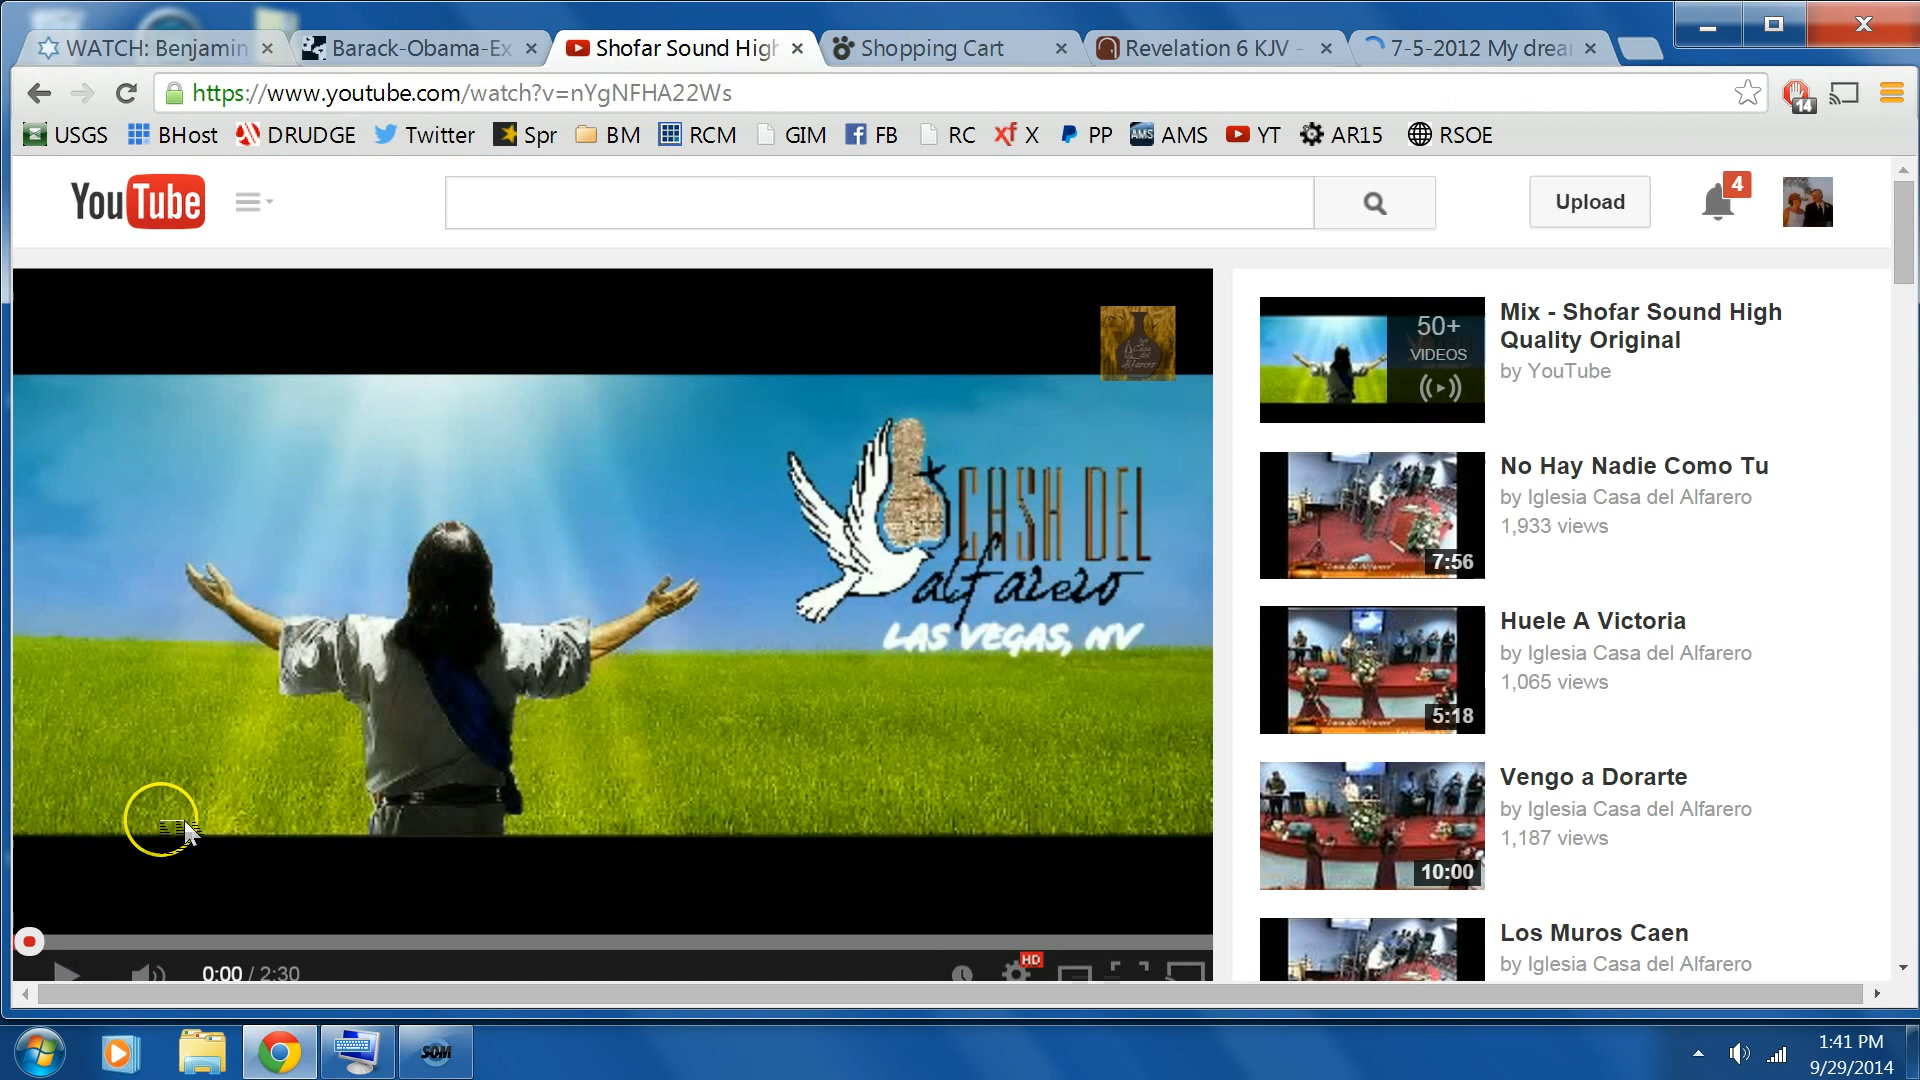 WATCH: Benjamin
Barack-Obama-Ex
Shofar Sound High
Shopping Cart
Revelation 6 KJV -
7-5-2012 My drea
https://www.youtube.com/watch?v=nYgNFHA22Ws
14
USGS BHost DRUDGE Twitter Spr BM RCM GIM FB RC X PP AMS YT AR15 RSOE
YouTube
Upload
4
CASA DEL
alfarero
LAS VEGAS, NV
0:00 / 2:30
HD
50+
VIDEOS
Mix - Shofar Sound High
Quality Original
by YouTube
7:56
No Hay Nadie Como Tu
by Iglesia Casa del Alfarero
1,933 views
5:18
Huele A Victoria
by Iglesia Casa del Alfarero
1,065 views
10:00
Vengo a Dorarte
by Iglesia Casa del Alfarero
1,187 views
Los Muros Caen
by Iglesia Casa del Alfarero
SOM
1:41 PM
9/29/2014